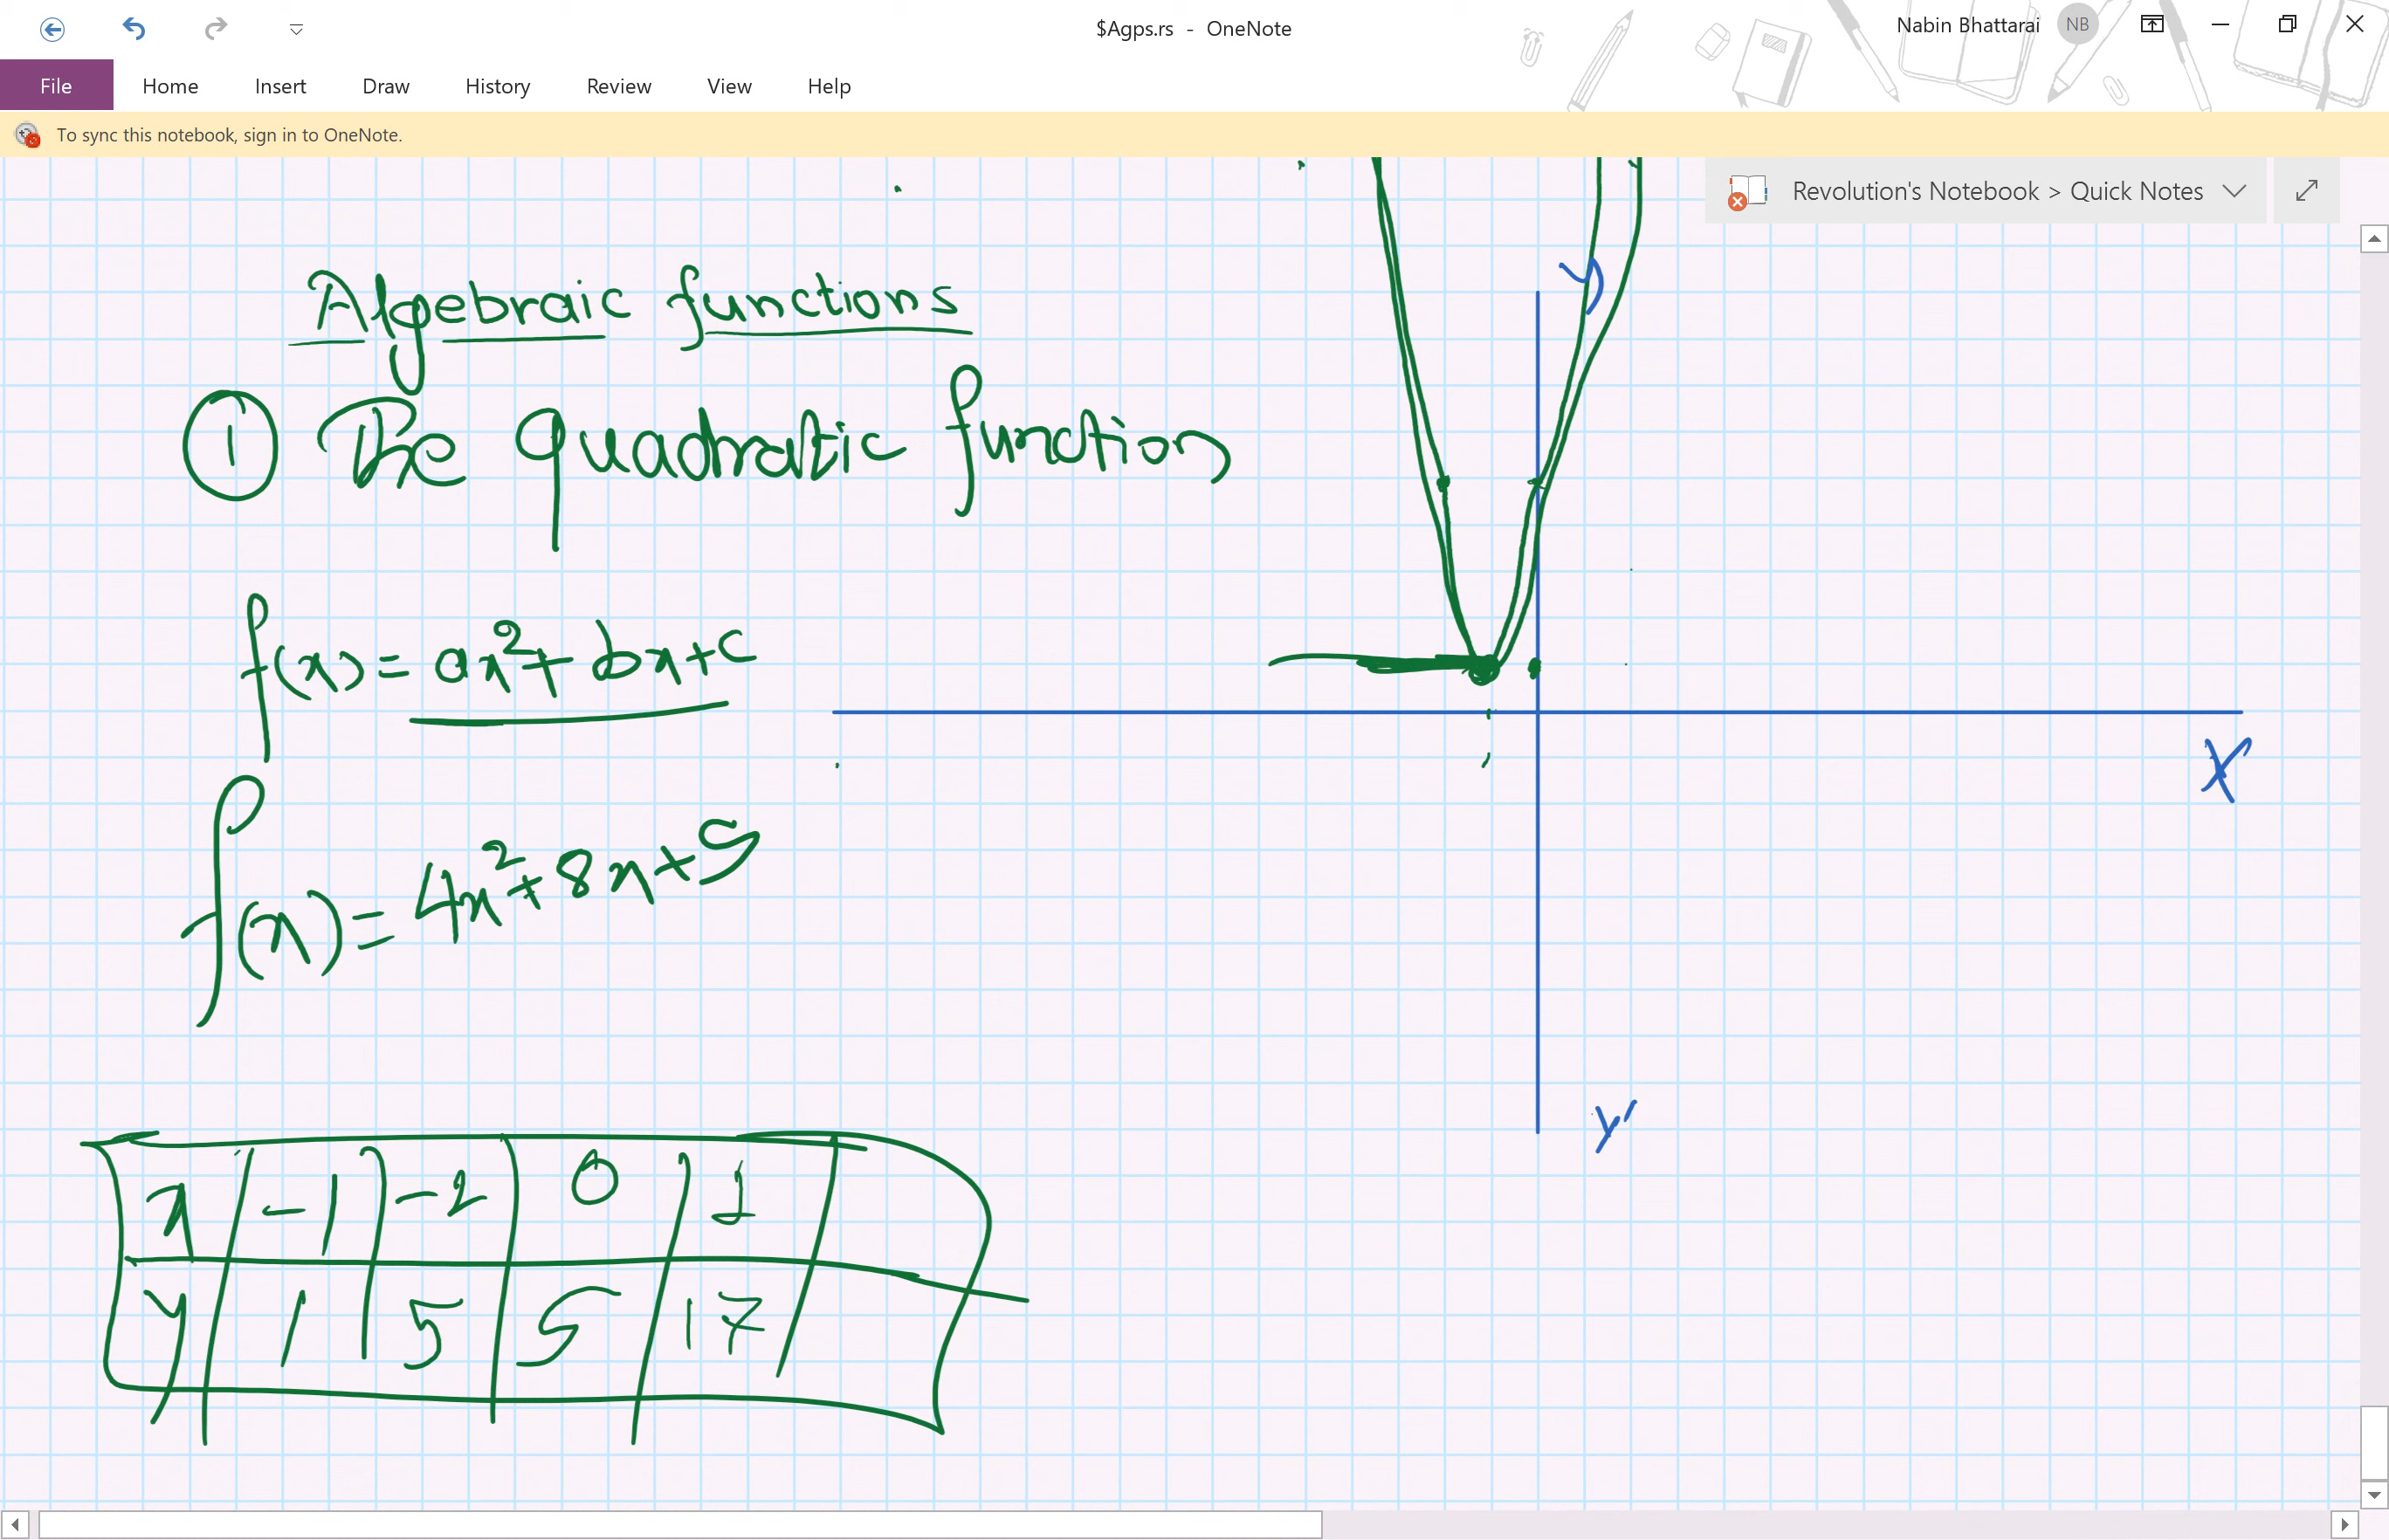 $Agps.rs - OneNote
Nabin Bhattarai NB
File Home Insert Draw History Review View Help
To sync this notebook, sign in to OneNote.
Revolution's Notebook > Quick Notes
y
Algebraic functions
① The quadratic function
f(x) = ax²+bx+c
X
f(x) = 4x²+8x+5
y'
x -1 -2 0 1
y 1 5 5 17